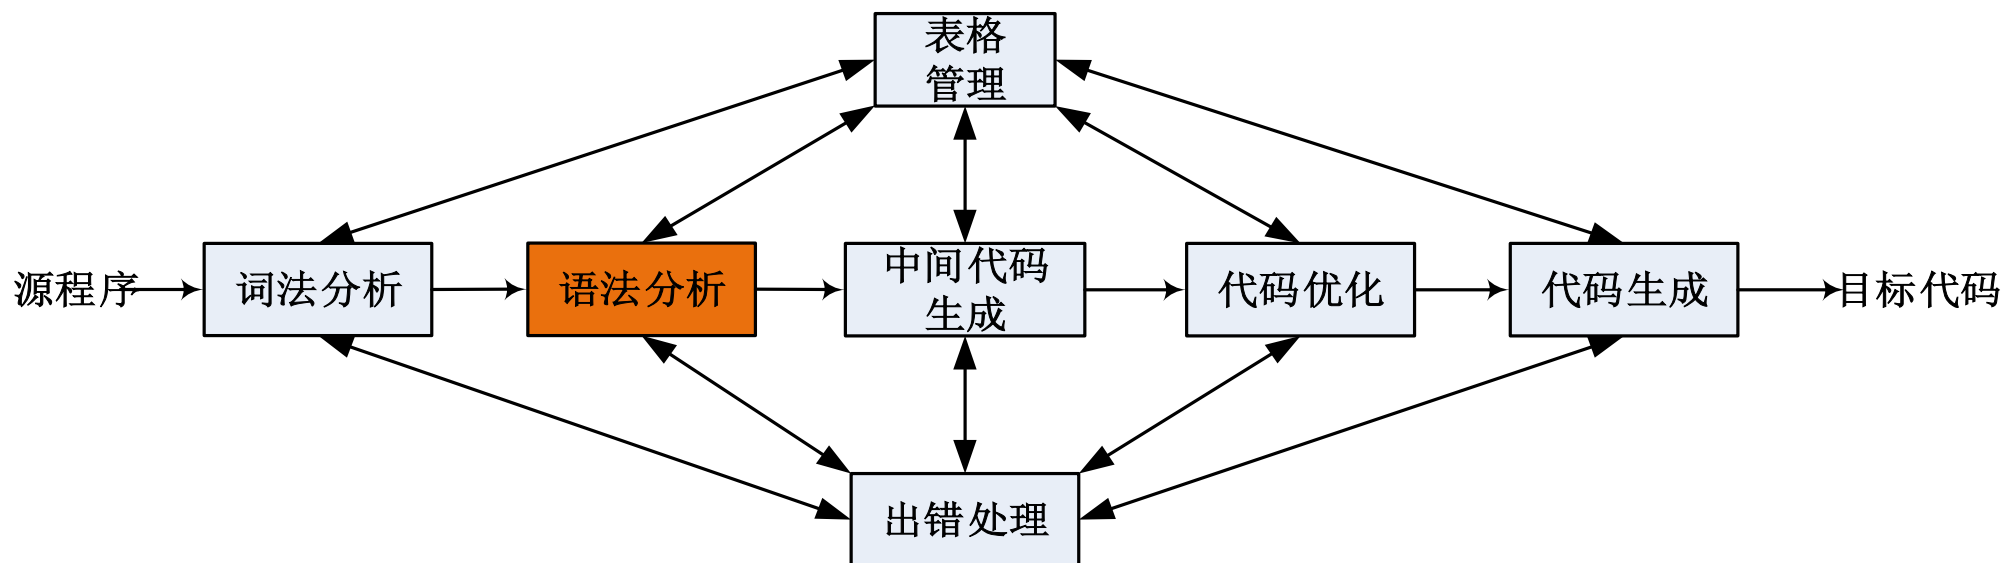 表格
管理
源程序
词法分析
语法分析
中间代码
生成
代码优化
代码生成
目标代码
出错处理